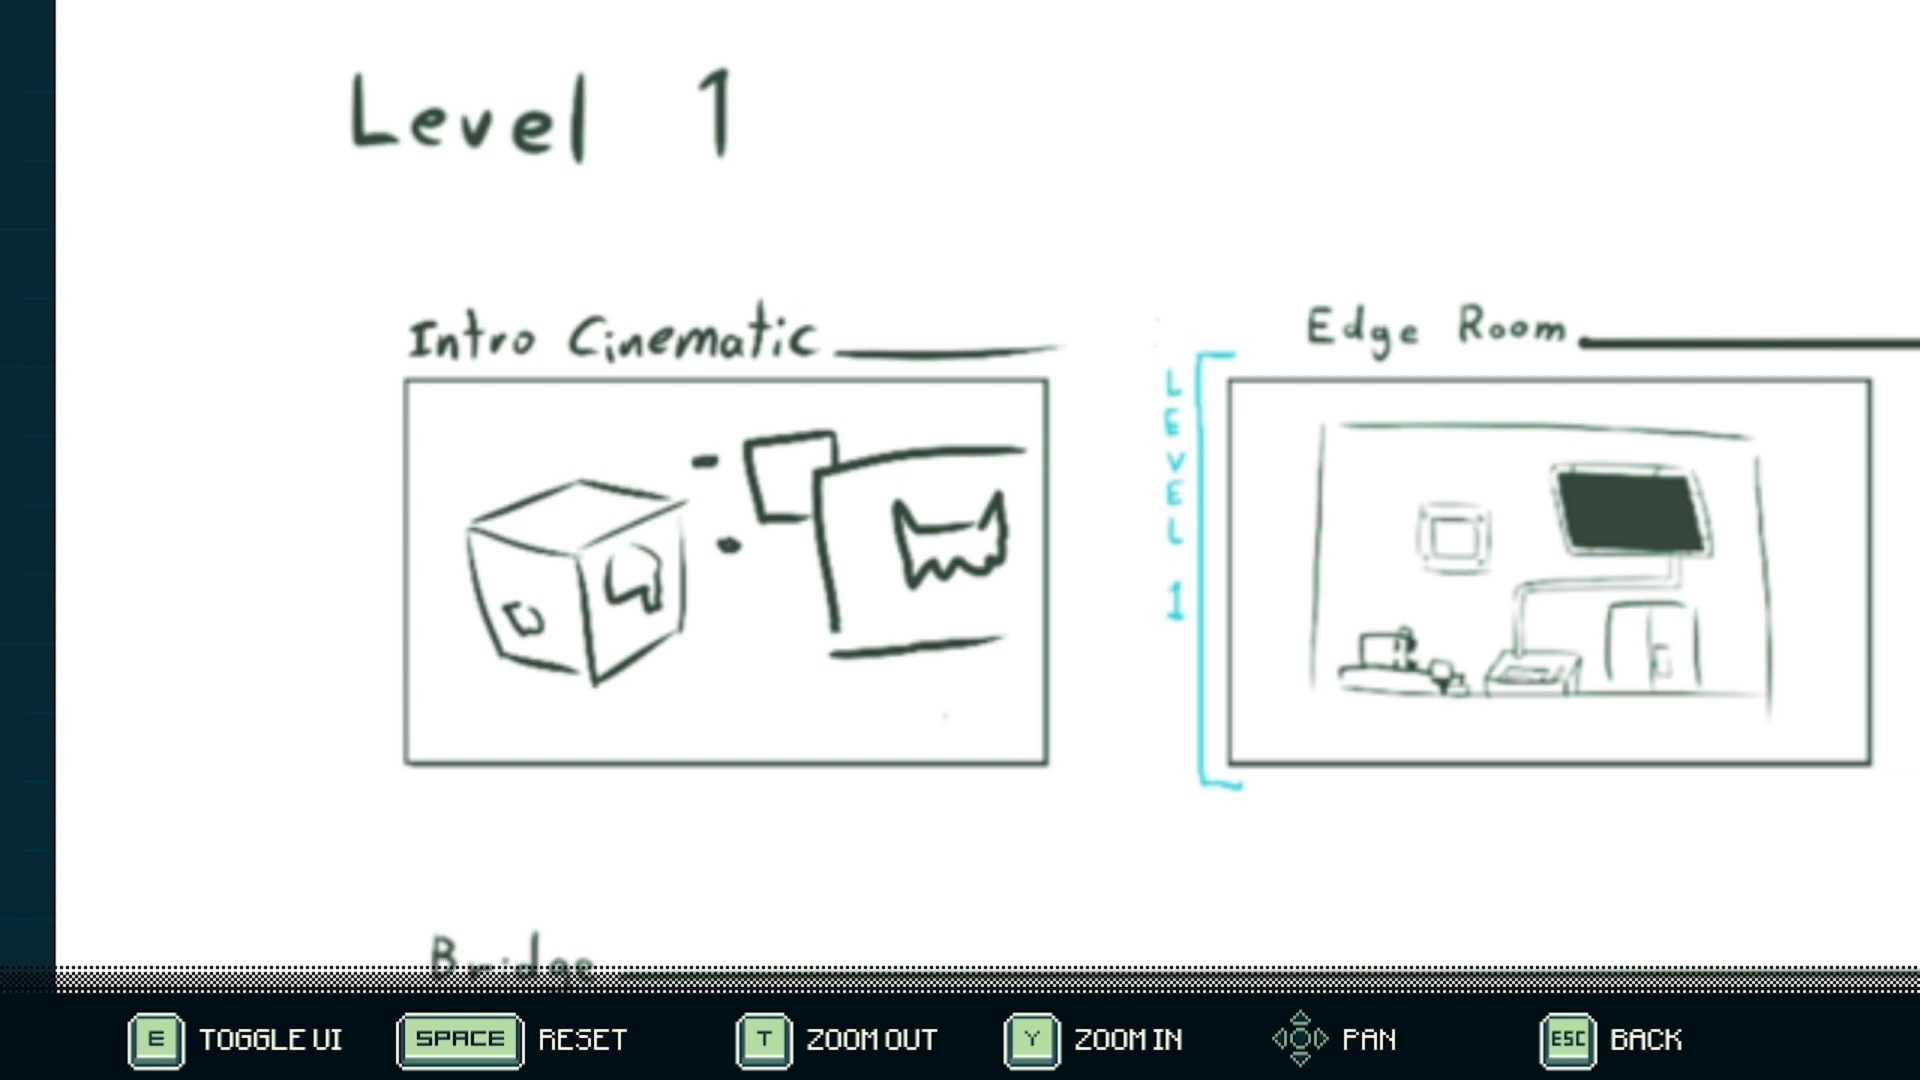 Level 1
Intro Cinematic
Edge Room
LEVEL 1
Bridge
E TOGGLE UI SPACE RESET T ZOOM OUT Y ZOOM IN PAN ESC BACK